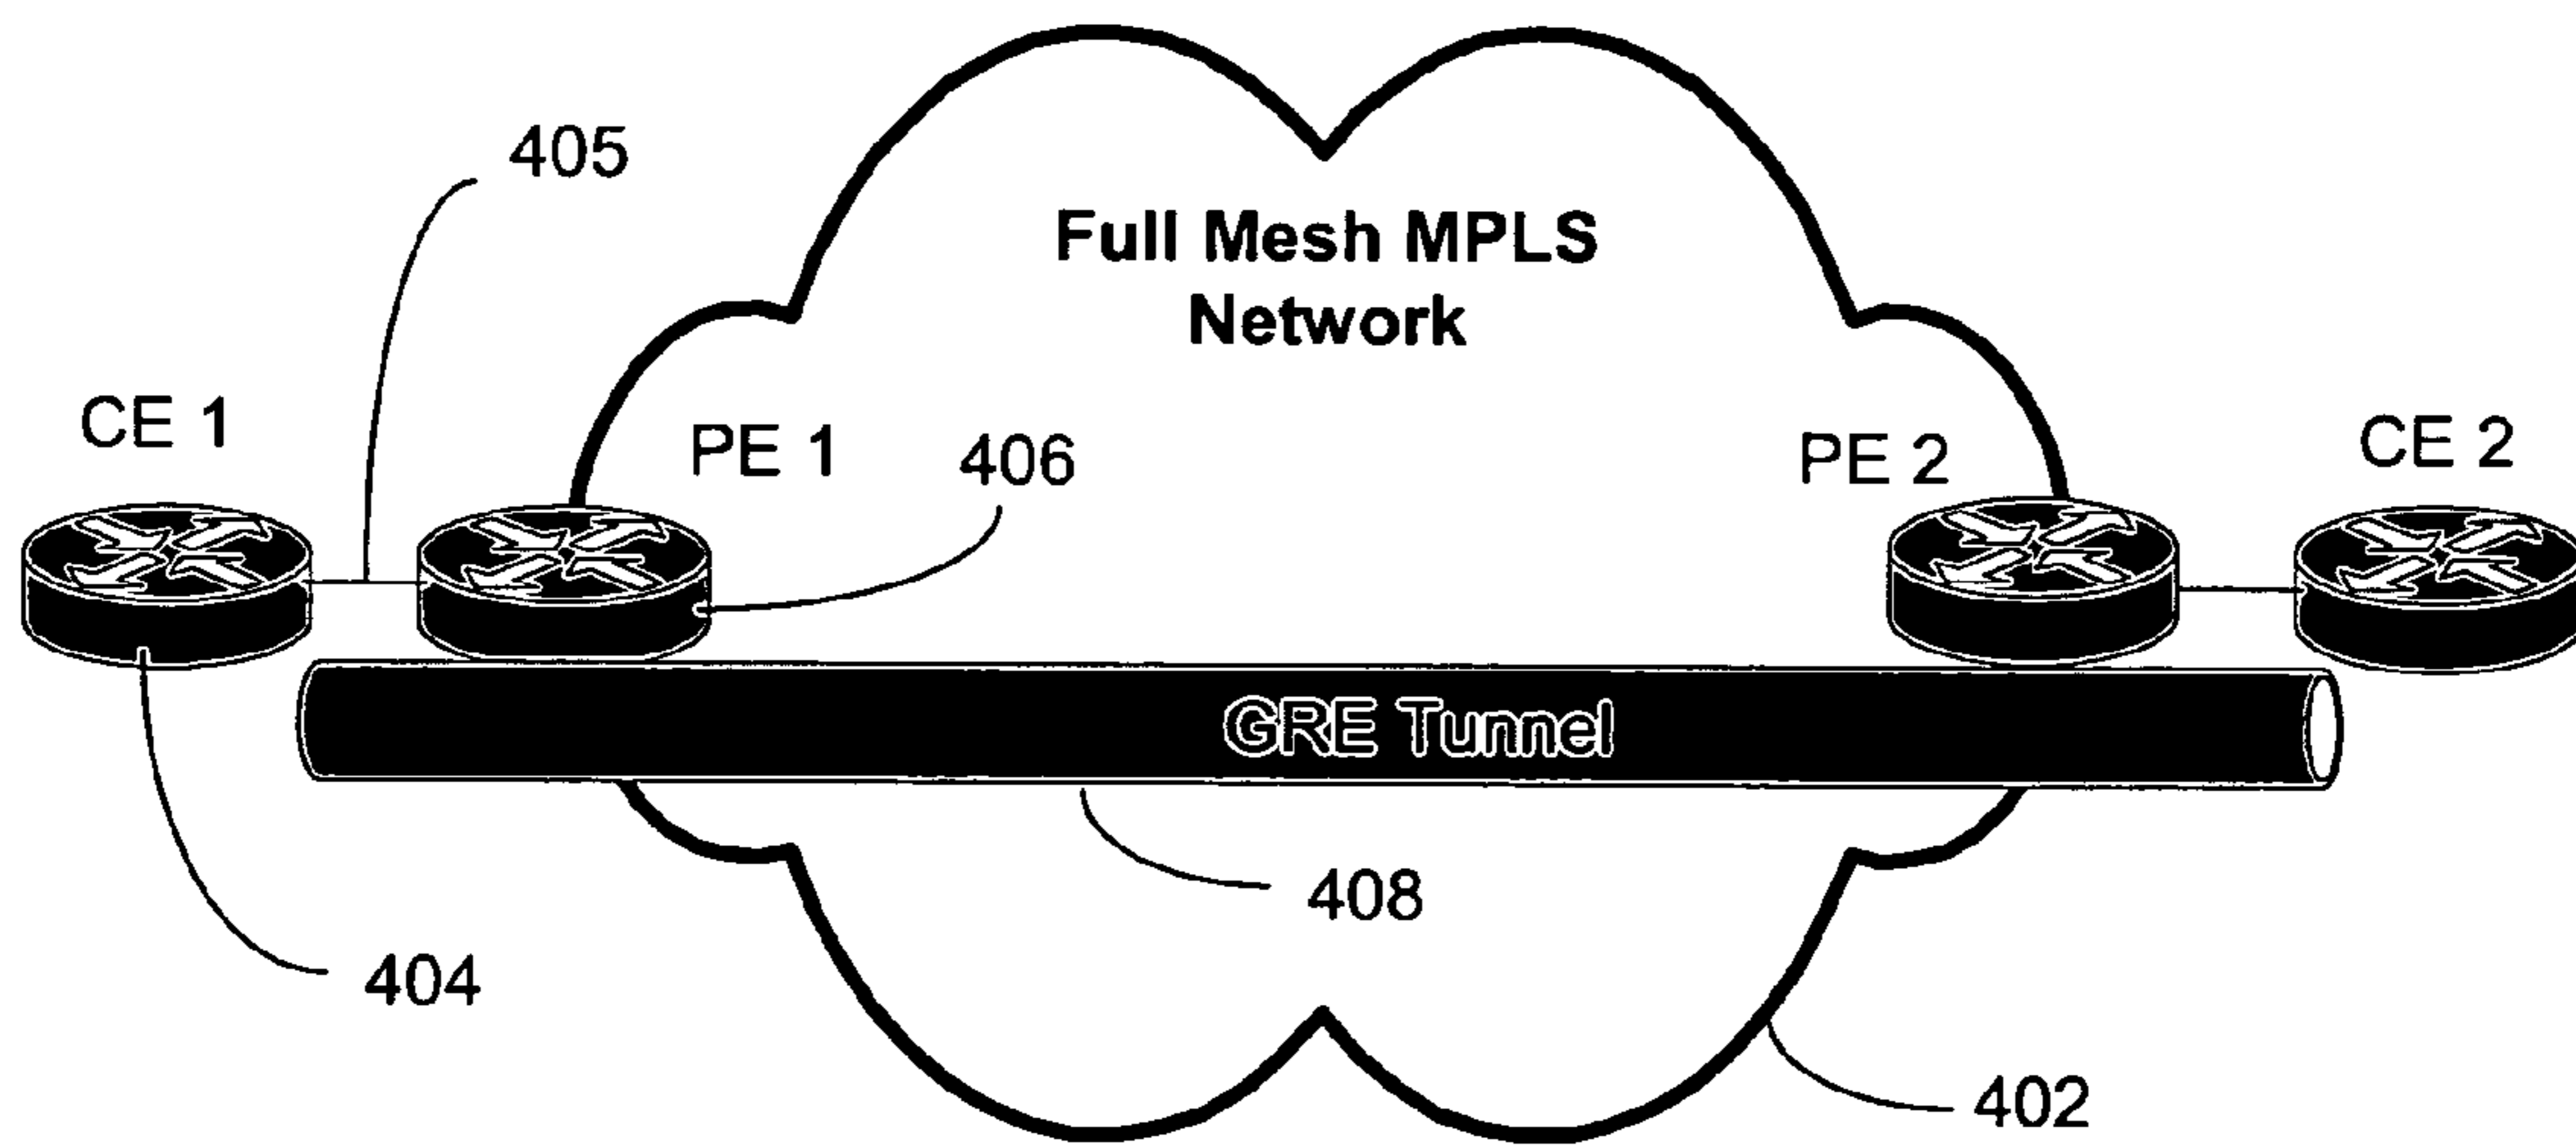 405
Full Mesh MPLS
Network
CE 1
PE 1
406
PE 2
CE 2
GRE Tunnel
408
404
402